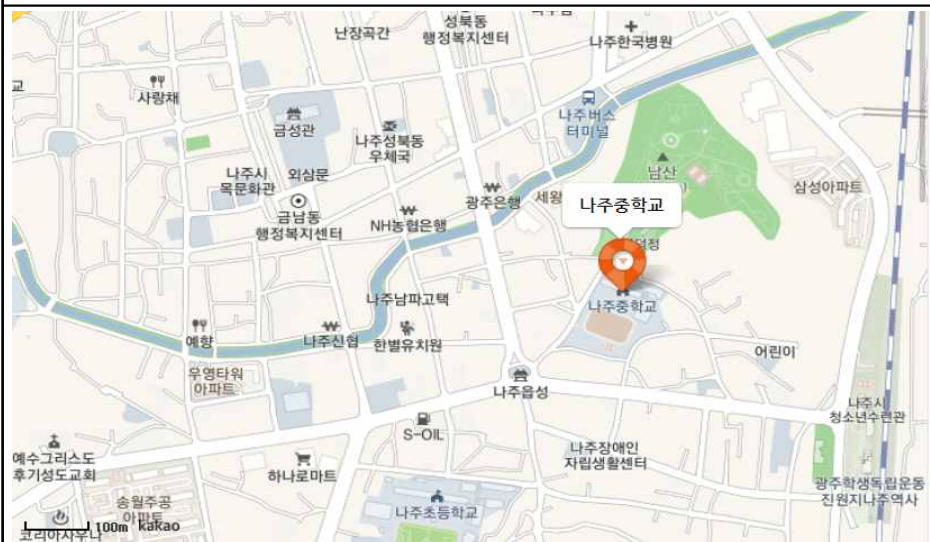 난장곡간
성북동
행정복지센터
나주한국병원
교
사랑채
금성관
나주성북동
우체국
나주버스
터미널
나주시
목문화관
외삼문
남산
삼성아파트
금남동
행정복지센터
NH농협은행
광주은행
세왕
나주중학교
나주남파고택
나주중학교
예향
나주신협
한별유치원
어린이
우영타워
아파트
나주읍성
나주시
청소년수련관
S-OIL
예수그리스도
후기성도교회
하나로마트
나주장애인
자립생활센터
광주학생독립운동
진원지나주역사
송월주공
아파트
나주초등학교
100m kakao
코리아사우나